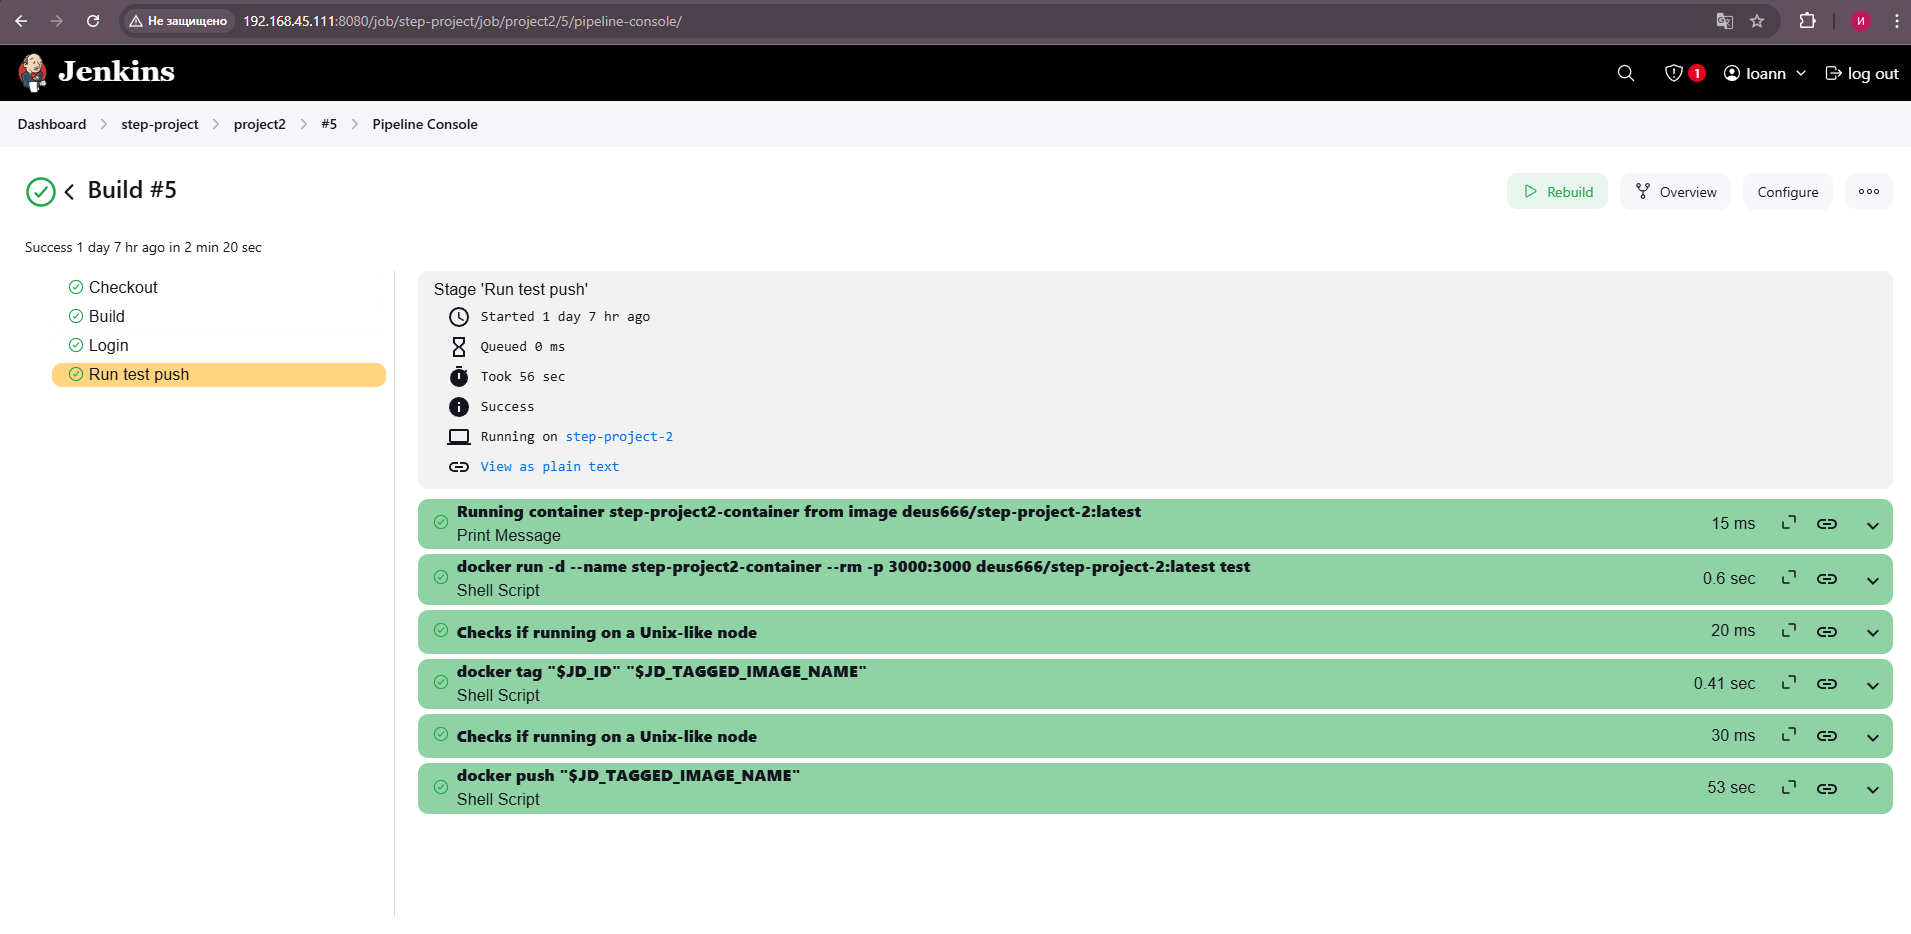 Не защищено 192.168.45.111:8080/job/step-project/job/project2/5/pipeline-console/ И
Jenkins 1 Ioann log out
Dashboard step-project project2 #5 Pipeline Console
Build #5 Rebuild Overview Configure
Success 1 day 7 hr ago in 2 min 20 sec
Checkout
Build
Login
Run test push
Stage 'Run test push'
Started 1 day 7 hr ago
Queued 0 ms
Took 56 sec
Success
Running on step-project-2
View as plain text
Running container step-project2-container from image deus666/step-project-2:latest
Print Message
15 ms
docker run -d --name step-project2-container --rm -p 3000:3000 deus666/step-project-2:latest test
Shell Script
0.6 sec
Checks if running on a Unix-like node 20 ms
docker tag "$JD_ID" "$JD_TAGGED_IMAGE_NAME"
Shell Script
0.41 sec
Checks if running on a Unix-like node 30 ms
docker push "$JD_TAGGED_IMAGE_NAME"
Shell Script
53 sec